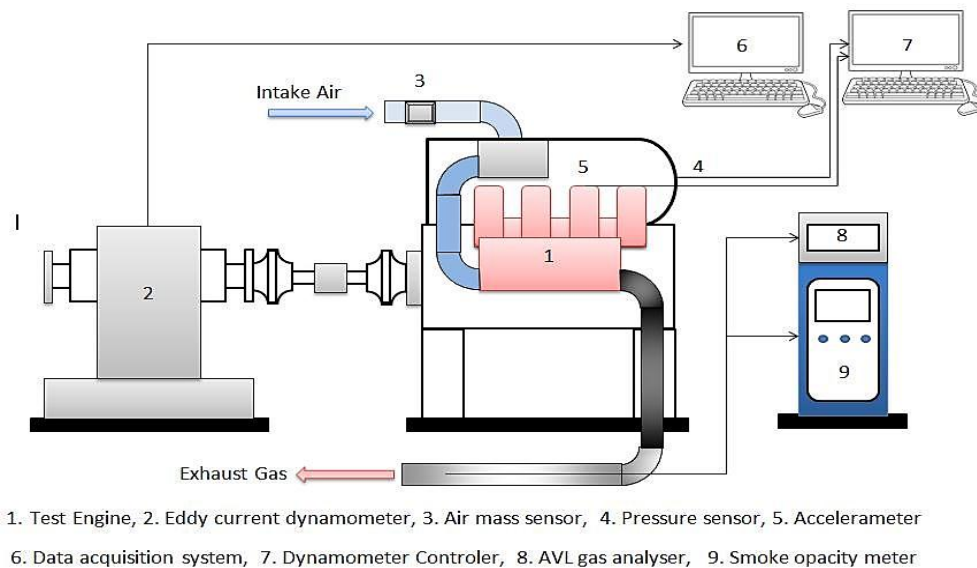 6
7
3
Intake Air
5
4
8
1
2
9
Exhaust Gas
1. Test Engine, 2. Eddy current dynamometer, 3. Air mass sensor, 4. Pressure sensor, 5. Accelerameter
6. Data acquisition system, 7. Dynamometer Controler, 8. AVL gas analyser, 9. Smoke opacity meter